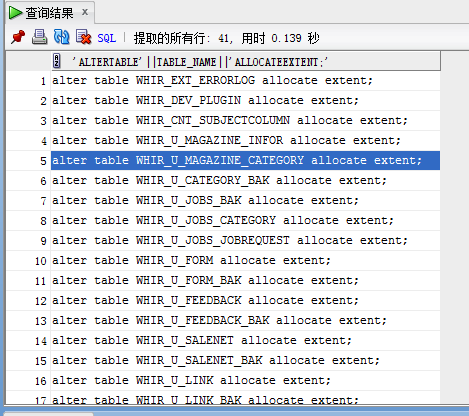 查询结果 x
SQL | 提取的所有行: 41, 用时 0.139 秒
'ALTERTABLE'||TABLE_NAME||'ALLOCATEEXTENT;'
1 alter table WHIR_EXT_ERRORLOG allocate extent;
2 alter table WHIR_DEV_PLUGIN allocate extent;
3 alter table WHIR_CNT_SUBJECTCOLUMN allocate extent;
4 alter table WHIR_U_MAGAZINE_INFOR allocate extent;
5 alter table WHIR_U_MAGAZINE_CATEGORY allocate extent;
6 alter table WHIR_U_CATEGORY_BAK allocate extent;
7 alter table WHIR_U_JOBS_BAK allocate extent;
8 alter table WHIR_U_JOBS_CATEGORY allocate extent;
9 alter table WHIR_U_JOBS_JOBREQUEST allocate extent;
10 alter table WHIR_U_FORM allocate extent;
11 alter table WHIR_U_FORM_BAK allocate extent;
12 alter table WHIR_U_FEEDBACK allocate extent;
13 alter table WHIR_U_FEEDBACK_BAK allocate extent;
14 alter table WHIR_U_SALENET allocate extent;
15 alter table WHIR_U_SALENET_BAK allocate extent;
16 alter table WHIR_U_LINK allocate extent;
17 alter table WHIR_U_LINK_BAK allocate extent;